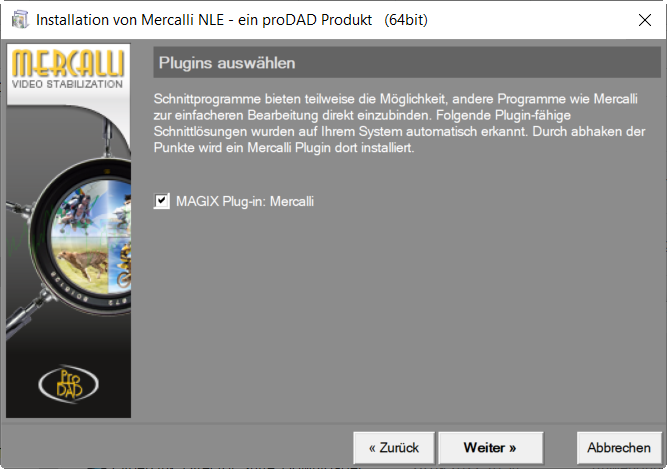 Installation von Mercalli NLE - ein proDAD Produkt (64bit)
MERCALLI
VIDEO STABILIZATION
Plugins auswählen
Schnittprogramme bieten teilweise die Möglichkeit, andere Programme wie Mercalli
zur einfacheren Bearbeitung direkt einzubinden. Folgende Plugin-fähige
Schnittlösungen wurden auf Ihrem System automatisch erkannt. Durch abhaken der
Punkte wird ein Mercalli Plugin dort installiert.
MAGIX Plug-in: Mercalli
PRO
DAD
« Zurück
Weiter »
Abbrechen